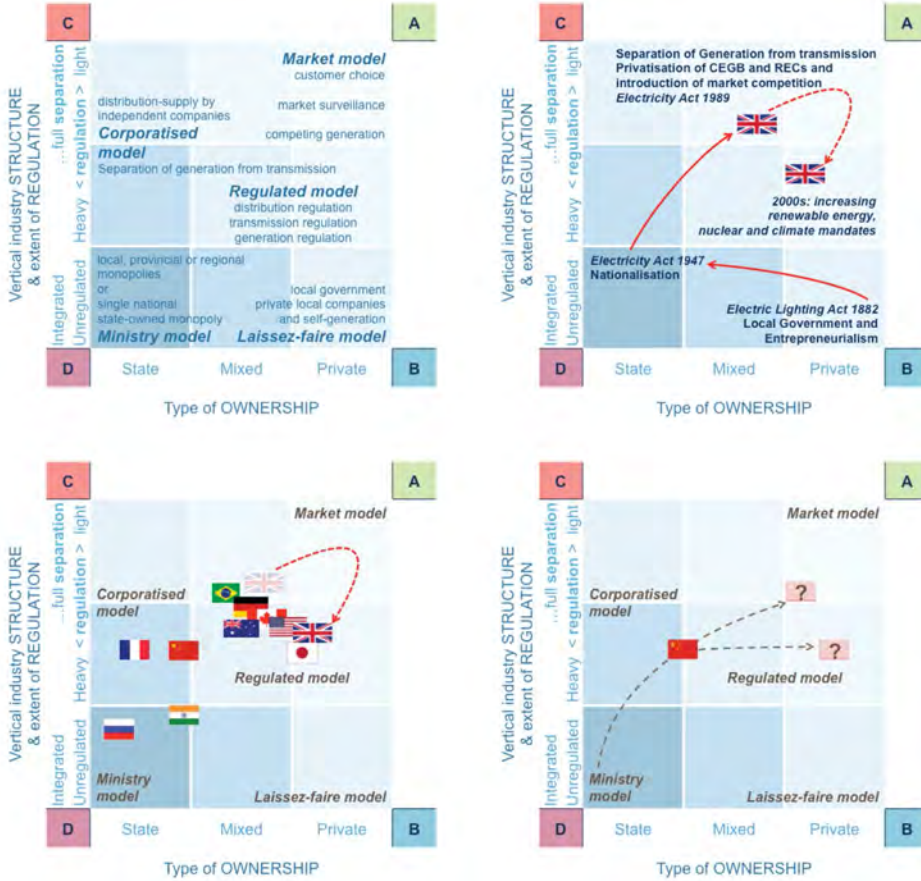 C
A
Vertical industry STRUCTURE
& extent of REGULATION
...full separation
Heavy < regulation > light
Integrated
Unregulated
Market model
customer choice
distribution-supply by
independent companies
market surveillance
Corporatised
model
competing generation
Separation of generation from transmission
Regulated model
distribution regulation
transmission regulation
generation regulation
local, provincial or regional
monopolies
or
single national
state-owned monopoly
local government
private local companies
and self-generation
Ministry model
Laissez-faire model
D
State
Mixed
Private
B
Type of OWNERSHIP
C
A
Vertical industry STRUCTURE
& extent of REGULATION
...full separation
Heavy < regulation > light
Integrated
Unregulated
Separation of Generation from transmission
Privatisation of CEGB and RECs and
introduction of market competition
Electricity Act 1989
2000s: increasing
renewable energy,
nuclear and climate mandates
Electricity Act 1947
Nationalisation
Electric Lighting Act 1882
Local Government and
Entrepreneurialism
D
State
Mixed
Private
B
Type of OWNERSHIP
C
A
Vertical industry STRUCTURE
& extent of REGULATION
...full separation
Heavy < regulation > light
Integrated
Unregulated
Market model
Corporatised
model
Regulated model
Ministry
model
Laissez-faire model
D
State
Mixed
Private
B
Type of OWNERSHIP
C
A
Vertical industry STRUCTURE
& extent of REGULATION
...full separation
Heavy < regulation > light
Integrated
Unregulated
Market model
Corporatised
model
?
?
Regulated model
Ministry
model
Laissez-faire model
D
State
Mixed
Private
B
Type of OWNERSHIP